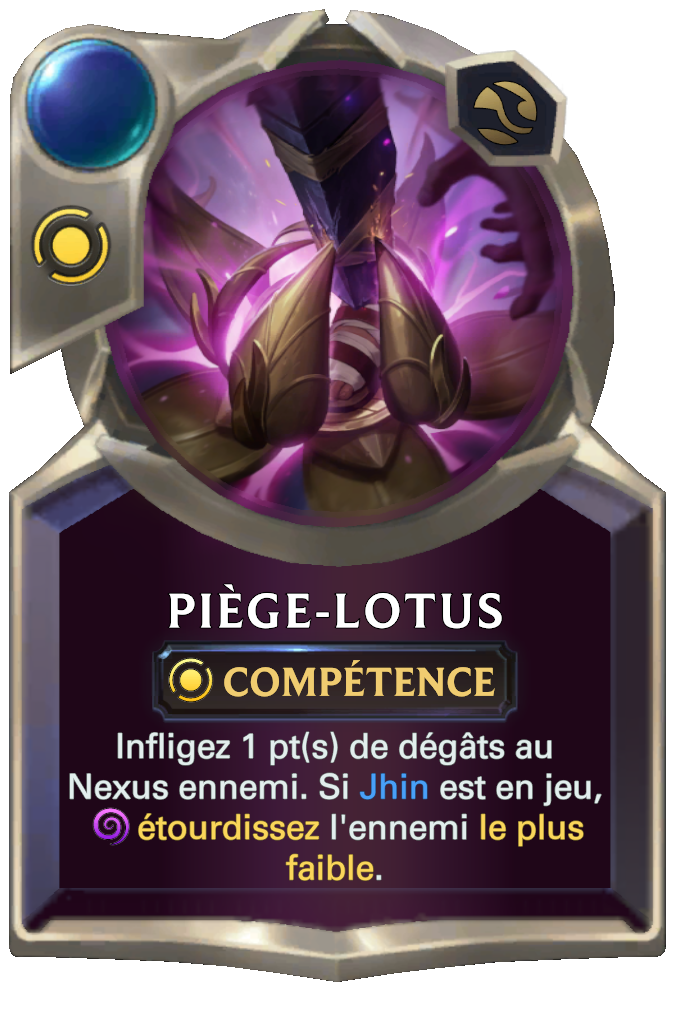 PIÈGE-LOTUS
COMPÉTENCE
Infligez 1 pt(s) de dégâts au
Nexus ennemi. Si Jhin est en jeu,
étourdissez l'ennemi le plus
faible.